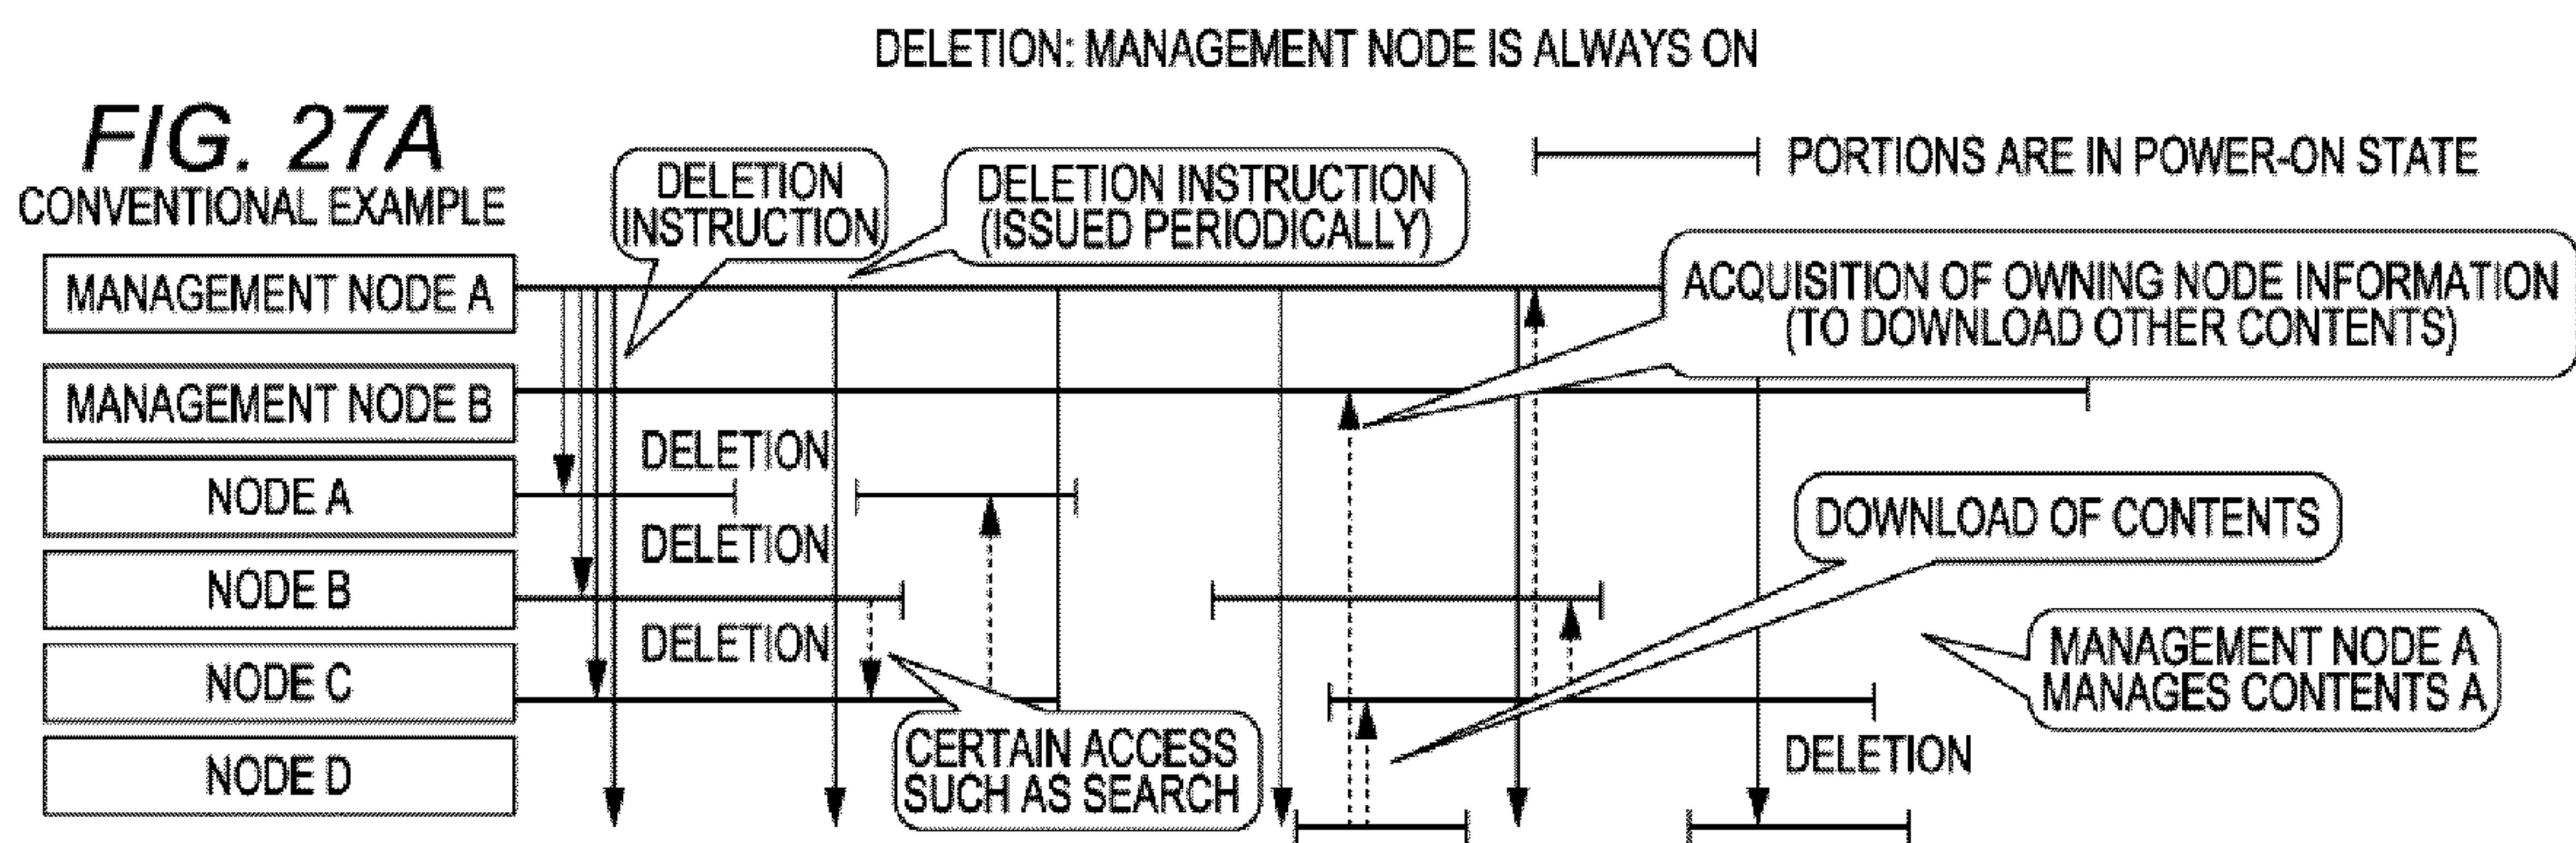 DELETION: MANAGEMENT NODE IS ALWAYS ON
FIG. 27A
CONVENTIONAL EXAMPLE
PORTIONS ARE IN POWER-ON STATE
DELETION
INSTRUCTION
DELETION INSTRUCTION
(ISSUED PERIODICALLY)
ACQUISITION OF OWNING NODE INFORMATION
(TO DOWNLOAD OTHER CONTENTS)
MANAGEMENT NODE A
MANAGEMENT NODE B
DELETION
NODE A
DOWNLOAD OF CONTENTS
DELETION
NODE B
DELETION
MANAGEMENT NODE A
MANAGES CONTENTS A
NODE C
CERTAIN ACCESS
SUCH AS SEARCH
DELETION
NODE D